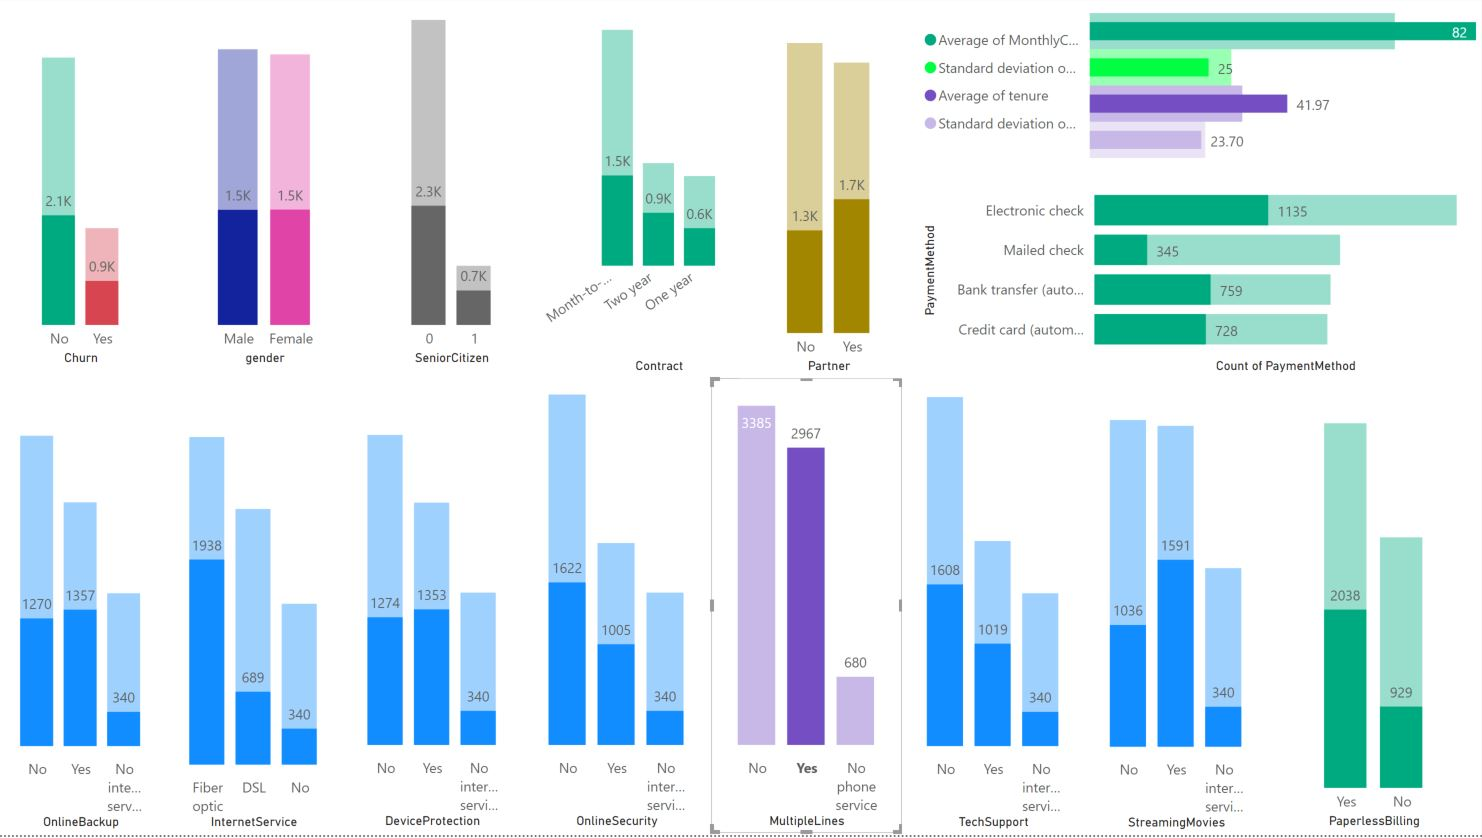 2.1K
0.9K
No
Yes
Churn
1.5K
1.5K
Male
Female
gender
2.3K
0.7K
0
1
SeniorCitizen
1.5K
0.9K
0.6K
Month-to-...
Two year
One year
Contract
1.3K
1.7K
No
Yes
Partner
Average of MonthlyC...
Standard deviation o...
Average of tenure
Standard deviation o...
82
25
41.97
23.70
PaymentMethod
Electronic check
1135
Mailed check
345
Bank transfer (auto...
759
Credit card (autom...
728
Count of PaymentMethod
1270
1357
340
No
Yes
No
inte...
serv...
OnlineBackup
1938
689
340
Fiber
optic
DSL
No
InternetService
1274
1353
340
No
Yes
No
inter...
servi...
DeviceProtection
1622
1005
340
No
Yes
No
inter...
servi...
OnlineSecurity
3385
2967
680
No
Yes
No
phone
service
MultipleLines
1608
1019
340
No
Yes
No
inter...
servi...
TechSupport
1036
1591
340
No
Yes
No
inter...
servi...
StreamingMovies
2038
929
Yes
No
PaperlessBilling